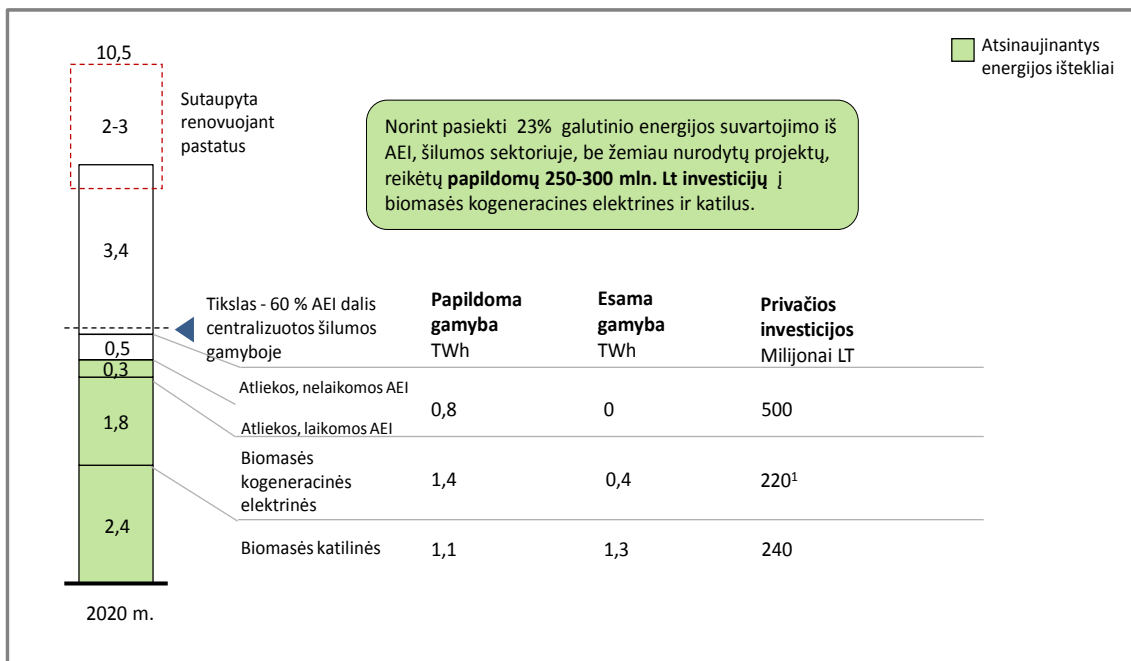 10,5
Atsinaujinantys
energijos ištekliai
2-3
Sutaupyta
renovuojant
pastatus
Norint pasiekti 23% galutinio energijos suvartojimo iš
AEI, šilumos sektoriuje, be žemiau nurodytų projektų,
reikėtų papildomų 250-300 mln. Lt investicijų į
biomasės kogeneracines elektrines ir katilus.
3,4
Tikslas - 60 % AEI dalis
centralizuotos šilumos
gamyboje
Papildoma
gamyba
TWh
Esama
gamyba
TWh
Privačios
investicijos
Milijonai LT
0,5
0,3
Atliekos, nelaikomos AEI
0,8 0 500
Atliekos, laikomos AEI
1,8
Biomasės
kogeneracinės
elektrinės
1,4 0,4 220¹
2,4
Biomasės katilinės 1,1 1,3 240
2020 m.